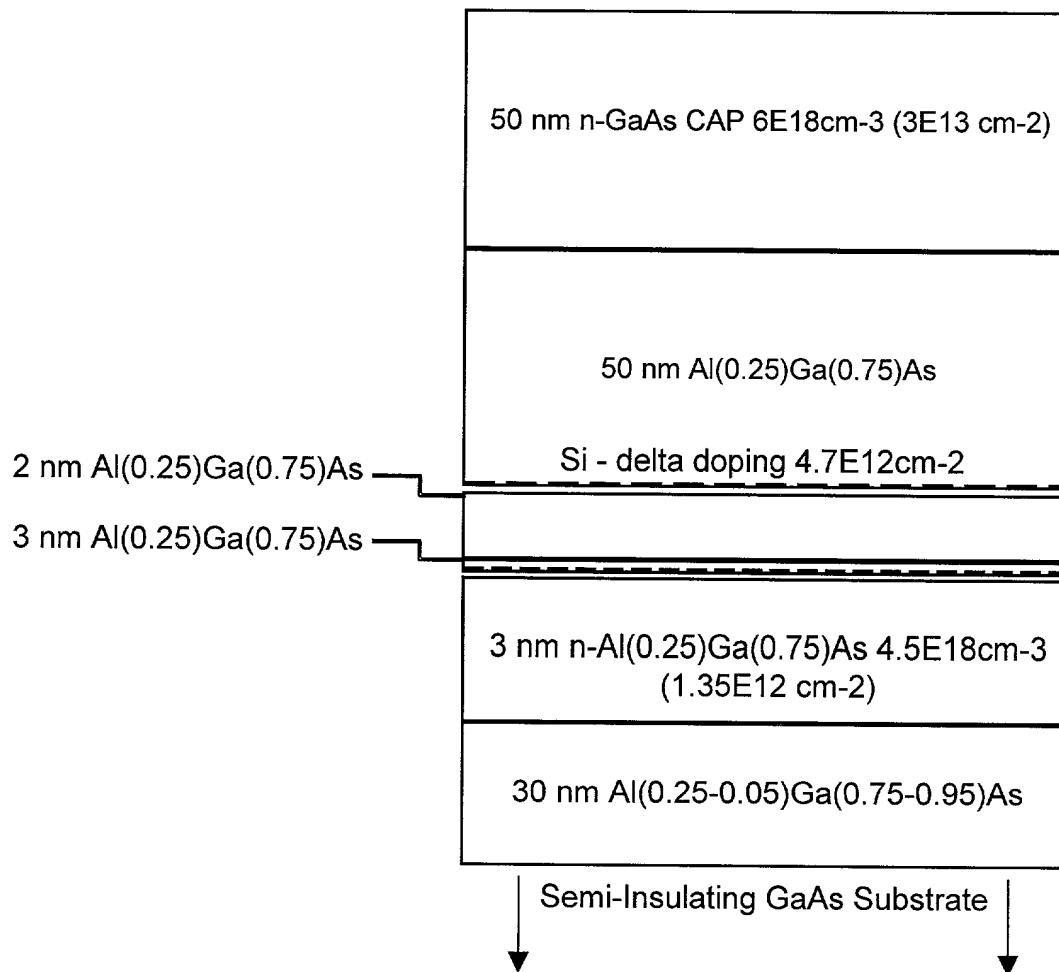 50 nm n-GaAs CAP 6E18cm-3 (3E13 cm-2)
50 nm Al(0.25)Ga(0.75)As
Si - delta doping 4.7E12cm-2
2 nm Al(0.25)Ga(0.75)As
3 nm Al(0.25)Ga(0.75)As
3 nm n-Al(0.25)Ga(0.75)As 4.5E18cm-3
(1.35E12 cm-2)
30 nm Al(0.25-0.05)Ga(0.75-0.95)As
Semi-Insulating GaAs Substrate